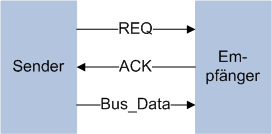 Sender
REQ
ACK
Bus_Data
Em-
pfänger